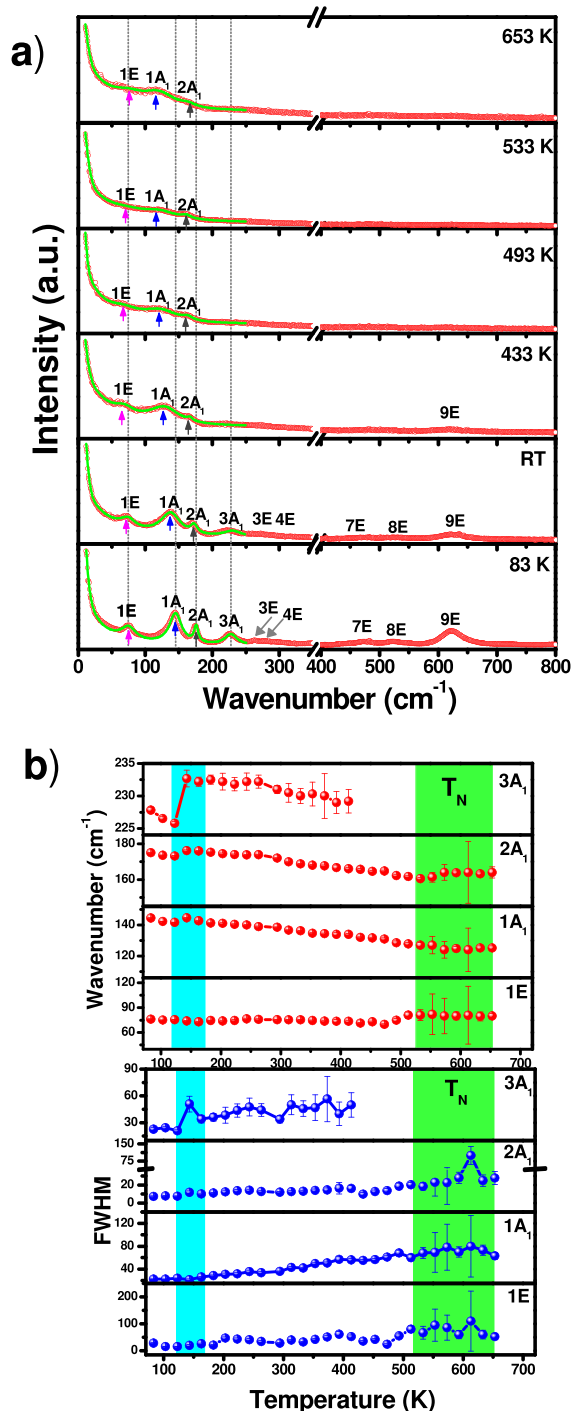 a)
653 K
1E 1A1 2A1
533 K
1E 1A1 2A1
493 K
1E 1A1 2A1
433 K
1E 1A1 2A1 9E
RT
1E 1A1 2A1 3A1 3E 4E 7E 8E 9E
83 K
1E 1A1 2A1 3A1 3E 4E 7E 8E 9E
Intensity (a.u.)
0 100 200 300 400 400 500 600 700 800
Wavenumber (cm-1)
b)
235
230
225
TN
3A1
180
160
2A1
140
120
1A1
120
90
60
1E
Wavenumber (cm-1)
100 200 300 400 500 600 700
90
60
30
TN
3A1
150
75
20
0
2A1
120
80
40
1A1
200
100
0
1E
FWHM
100 200 300 400 500 600 700
Temperature (K)